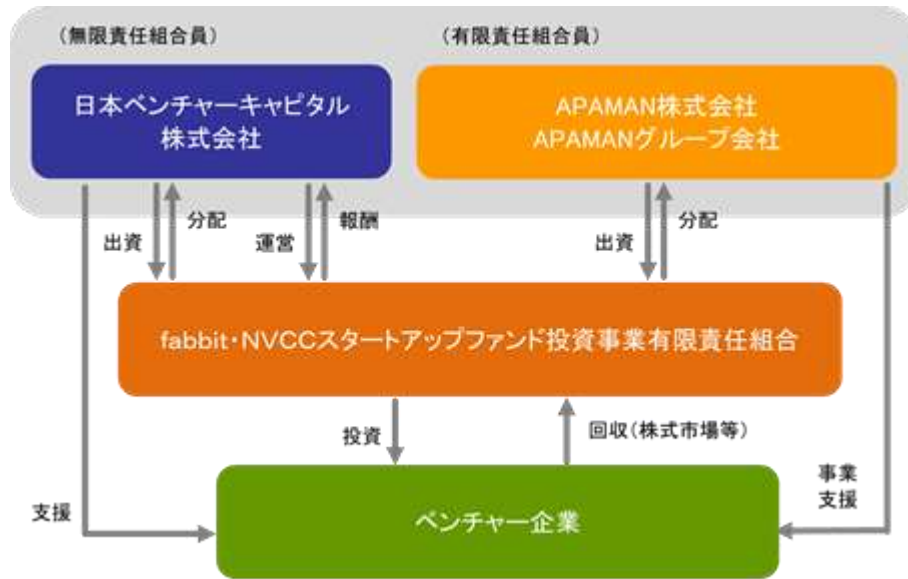 （無限責任組合員）
（有限責任組合員）
日本ベンチャーキャピタル
株式会社
APAMAN株式会社
APAMANグループ会社
分配
報酬
分配
出資
運営
出資
fabbit・NVCCスタートアップファンド投資事業有限責任組合
投資
回収（株式市場等）
事業
支援
支援
ベンチャー企業